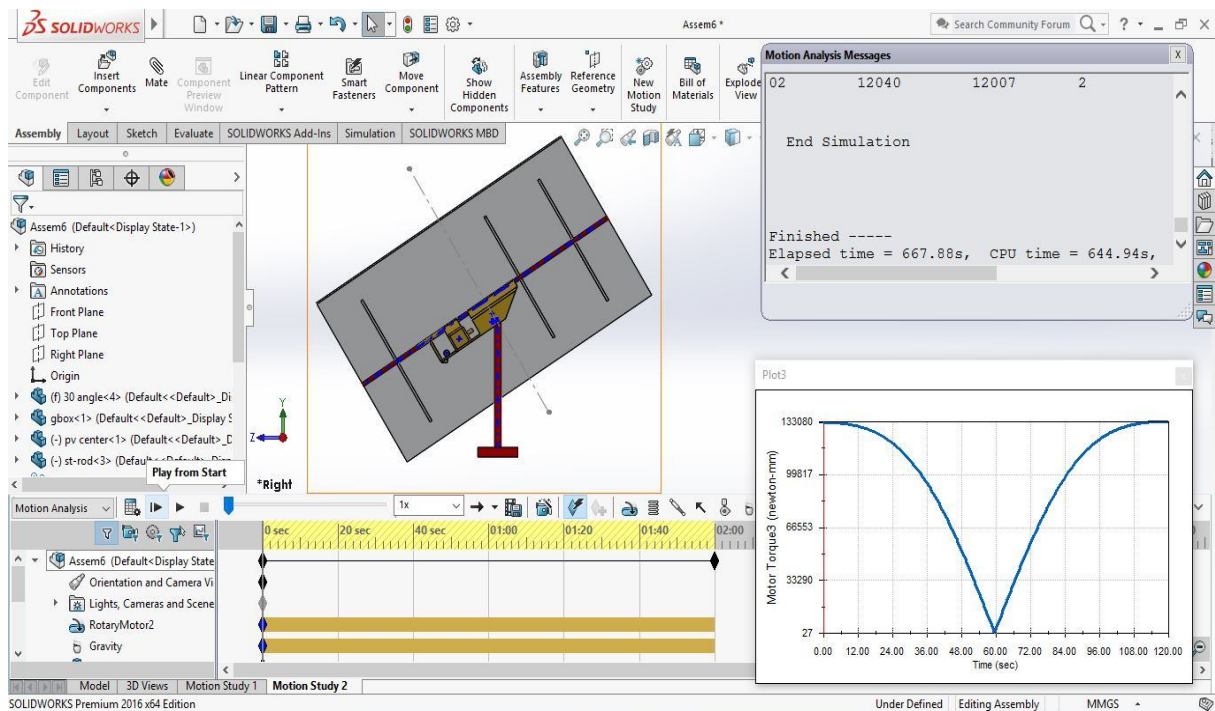 SOLIDWORKS
Assem6 *
Search Community Forum
?
Edit Component
Insert Components
Mate
Component Preview Window
Linear Component Pattern
Smart Fasteners
Move Component
Show Hidden Components
Assembly Features
Reference Geometry
New Motion Study
Bill of Materials
Explode View
Assembly
Layout
Sketch
Evaluate
SOLIDWORKS Add-Ins
Simulation
SOLIDWORKS MBD
Motion Analysis Messages
X
02 12040 12007 2
End Simulation
Finished -----
Elapsed time = 667.88s, CPU time = 644.94s,
Assem6 (Default<Display State-1>)
History
Sensors
Annotations
Front Plane
Top Plane
Right Plane
Origin
(f) 30 angle<4> (Default<<Default>_Di
gbox<1> (Default<<Default>_Display S
(-) pv center<1> (Default<<Default>_D
(-) st-rod<3> (Default<<Default>_Disp
Play from Start
Y
Z
*Right
Motion Analysis
1x
0 sec
20 sec
40 sec
01:00
01:20
01:40
02:00
Assem6 (Default<Display State
Orientation and Camera Vi
Lights, Cameras and Scene
RotaryMotor2
Gravity
Plot3
Motor Torque3 (newton-mm)
133080
99817
66553
33290
27
0.00 12.00 24.00 36.00 48.00 60.00 72.00 84.00 96.00 108.00 120.00
Time (sec)
Model
3D Views
Motion Study 1
Motion Study 2
SOLIDWORKS Premium 2016 x64 Edition
Under Defined
Editing Assembly
MMGS